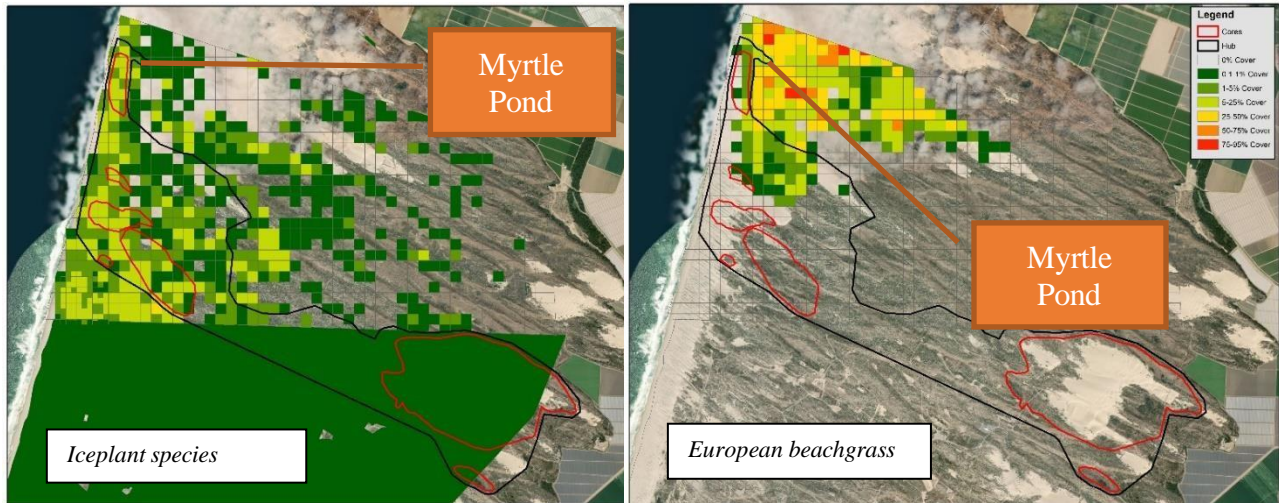 Myrtle
Pond
Iceplant species
Myrtle
Pond
European beachgrass
Legend
Cores
Hub
0% Cover
0.1-1% Cover
1-5% Cover
6-25% Cover
25-50% Cover
50-75% Cover
75-95% Cover